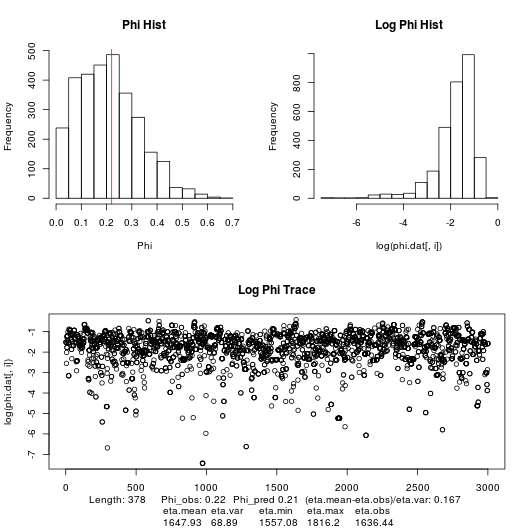 Phi Hist
Log Phi Hist
Frequency
0 100 200 300 400 500
0.0 0.1 0.2 0.3 0.4 0.5 0.6 0.7
Phi
Frequency
0 200 400 600 800
-6 -4 -2 0
log(phi.dat[, i])
Log Phi Trace
log(phi.dat[, i])
-7 -6 -5 -4 -3 -2 -1
0 500 1000 1500 2000 2500 3000
Length: 378 Phi_obs: 0.22 Phi_pred 0.21 (eta.mean-eta.obs)/eta.var: 0.167
eta.mean eta.var eta.min eta.max eta.obs
1647.93 68.89 1557.08 1816.2 1636.44